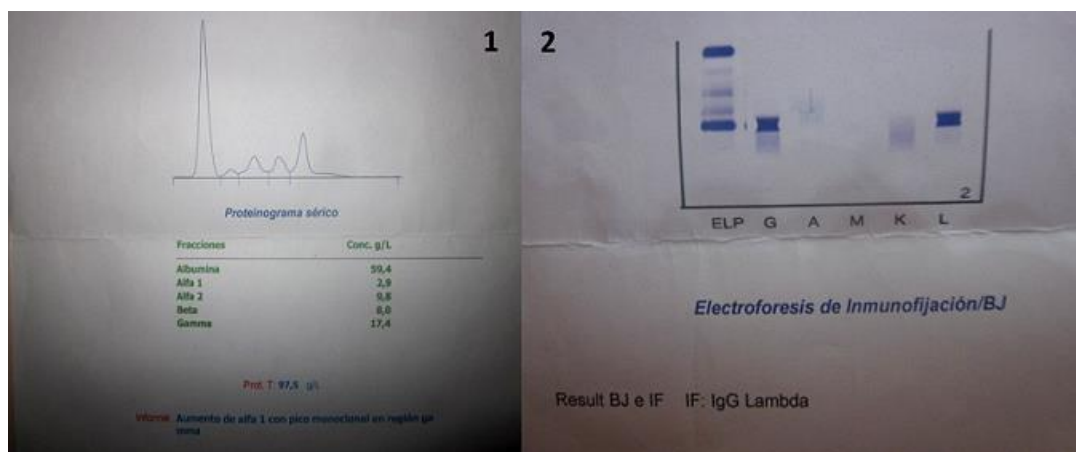 1
Proteinograma sérico
Fracciones Conc. g/L
Albumina 59,4
Alfa 1 2,9
Alfa 2 9,8
Beta 8,0
Gamma 17,4
Prot. T: 97,5 g/L
Informe Aumento de alfa 1 con pico monoclonal en región ga
mma
2
2
ELP G A M K L
Electroforesis de Inmunofijación/BJ
Result BJ e IF IF: IgG Lambda